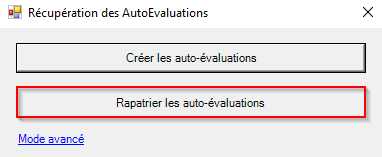 Récupération des AutoEvaluations
Créer les auto-évaluations
Rapatrier les auto-évaluations
Mode avancé